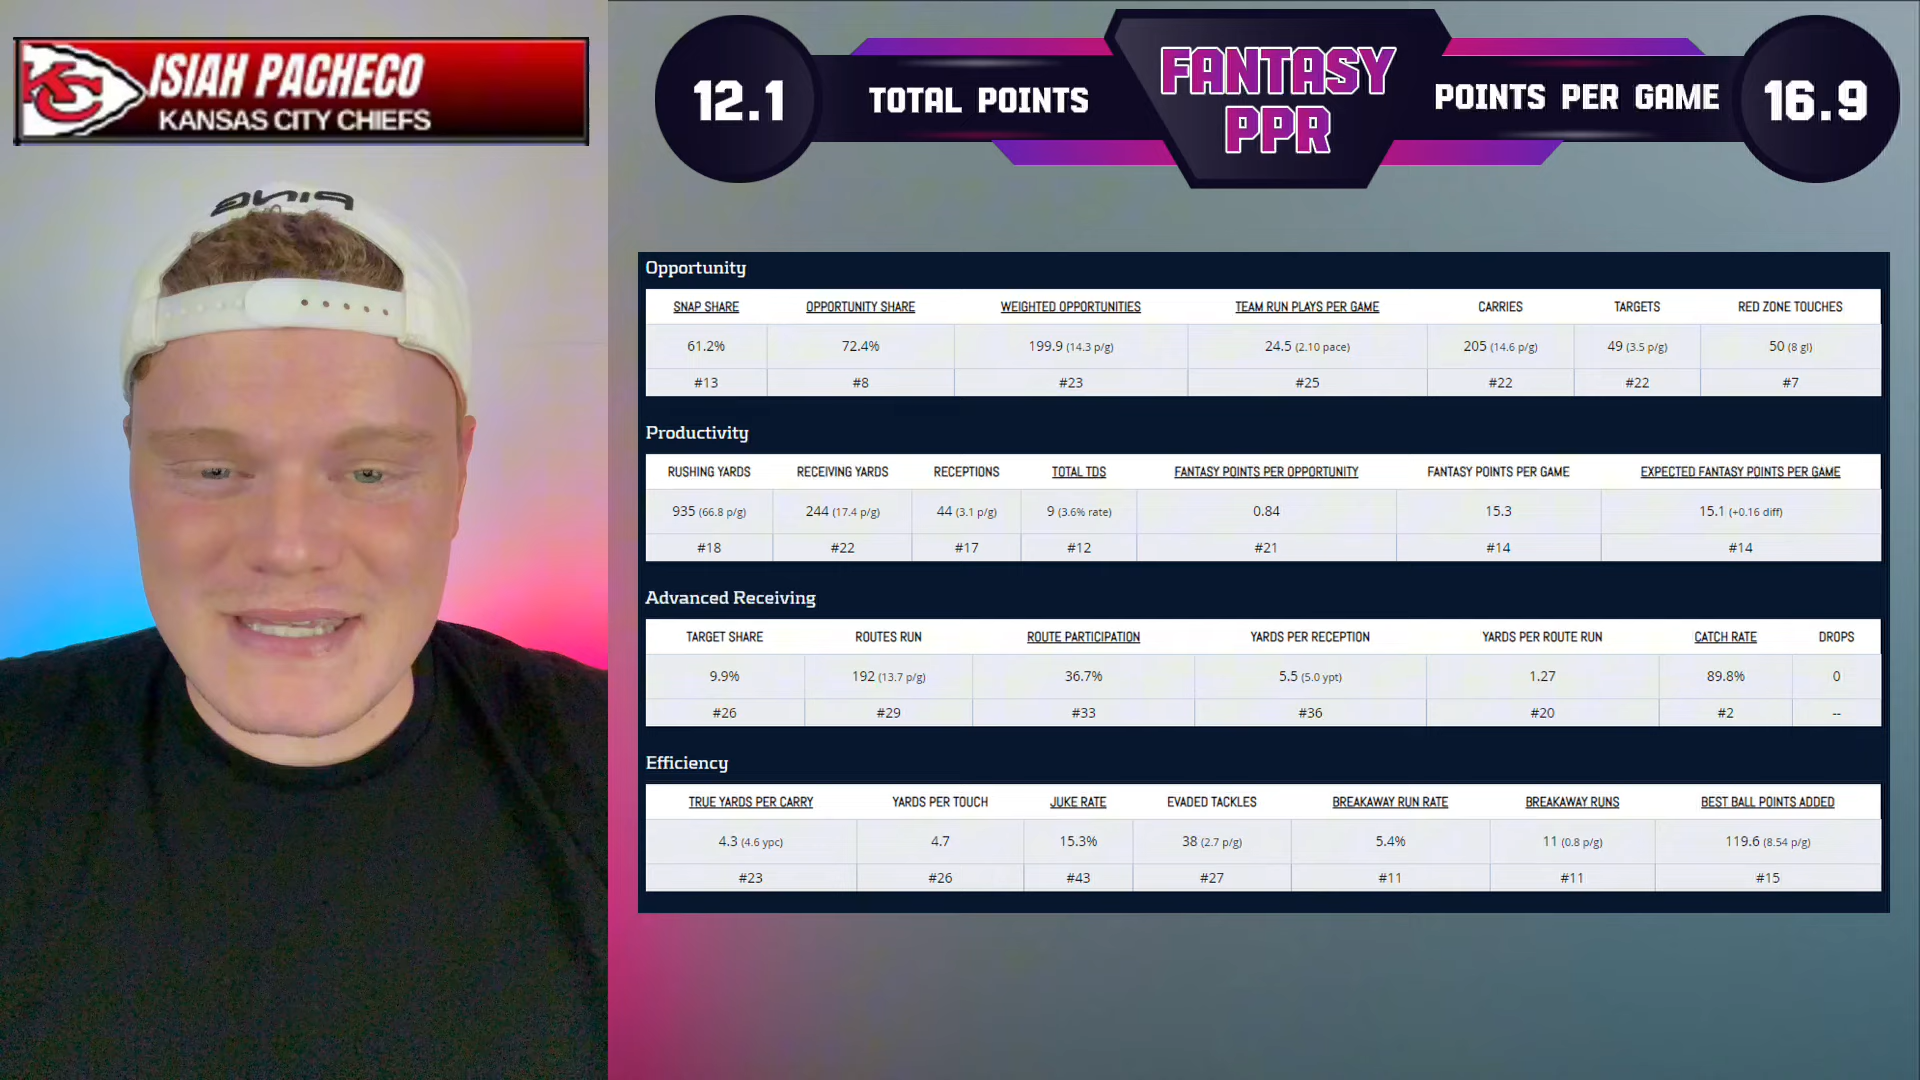 ISIAH PACHECO
KANSAS CITY CHIEFS
KC
PING
12.1
TOTAL POINTS
FANTASY
PPR
POINTS PER GAME
16.9
Opportunity
SNAP SHARE OPPORTUNITY SHARE WEIGHTED OPPORTUNITIES TEAM RUN PLAYS PER GAME CARRIES TARGETS RED ZONE TOUCHES
61.2% 72.4% 199.9 (14.3 p/g) 24.5 (2.10 pace) 205 (14.6 p/g) 49 (3.5 p/g) 50 (8 gl)
#13 #8 #23 #25 #22 #22 #7
Productivity
RUSHING YARDS RECEIVING YARDS RECEPTIONS TOTAL TDS FANTASY POINTS PER OPPORTUNITY FANTASY POINTS PER GAME EXPECTED FANTASY POINTS PER GAME
935 (66.8 p/g) 244 (17.4 p/g) 44 (3.1 p/g) 9 (3.6% rate) 0.84 15.3 15.1 (+0.16 diff)
#18 #22 #17 #12 #21 #14 #14
Advanced Receiving
TARGET SHARE ROUTES RUN ROUTE PARTICIPATION YARDS PER RECEPTION YARDS PER ROUTE RUN CATCH RATE DROPS
9.9% 192 (13.7 p/g) 36.7% 5.5 (5.0 ypt) 1.27 89.8% 0
#26 #29 #33 #36 #20 #2 --
Efficiency
TRUE YARDS PER CARRY YARDS PER TOUCH JUKE RATE EVADED TACKLES BREAKAWAY RUN RATE BREAKAWAY RUNS BEST BALL POINTS ADDED
4.3 (4.6 ypc) 4.7 15.3% 38 (2.7 p/g) 5.4% 11 (0.8 p/g) 119.6 (8.54 p/g)
#23 #26 #43 #27 #11 #11 #15